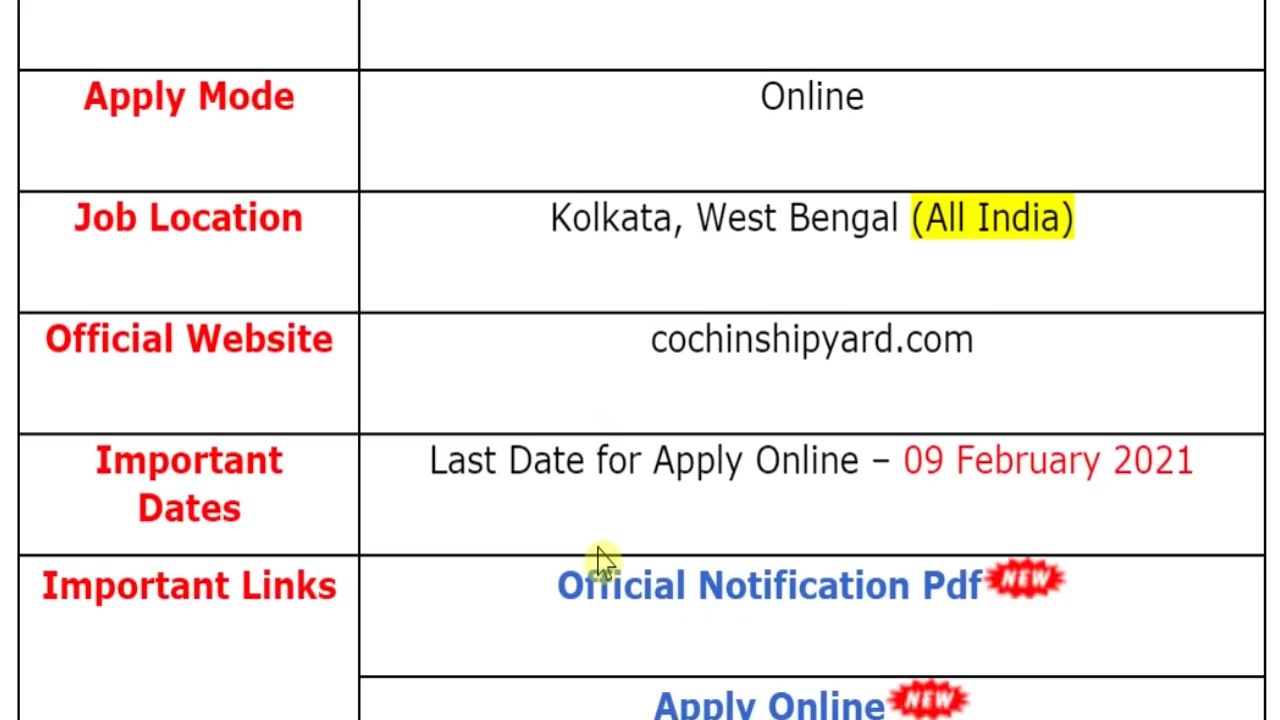 Apply Mode
Online
Job Location
Kolkata, West Bengal (All India)
Official Website
cochinshipyard.com
Important
Dates
Last Date for Apply Online – 09 February 2021
Important Links
Official Notification Pdf NEW
Apply Online NEW